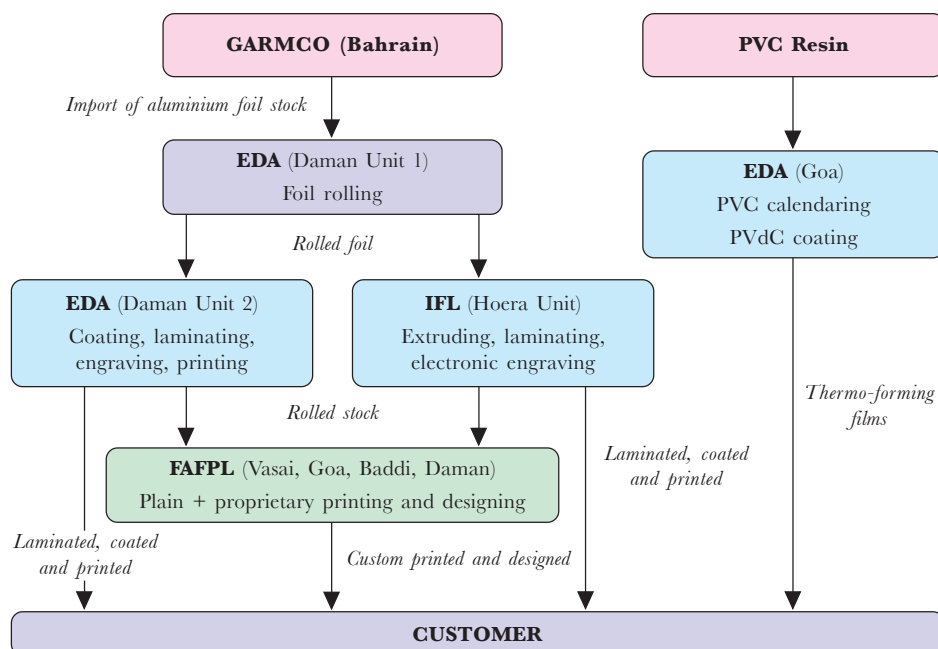 GARMCO (Bahrain)
PVC Resin
Import of aluminium foil stock
EDA (Daman Unit 1)
Foil rolling
EDA (Goa)
PVC calendaring
PVdC coating
Rolled foil
EDA (Daman Unit 2)
Coating, laminating,
engraving, printing
IFL (Hoera Unit)
Extruding, laminating,
electronic engraving
Thermo-forming
films
Rolled stock
FAFPL (Vasai, Goa, Baddi, Daman)
Plain + proprietary printing and designing
Laminated, coated
and printed
Laminated, coated
and printed
Custom printed and designed
CUSTOMER